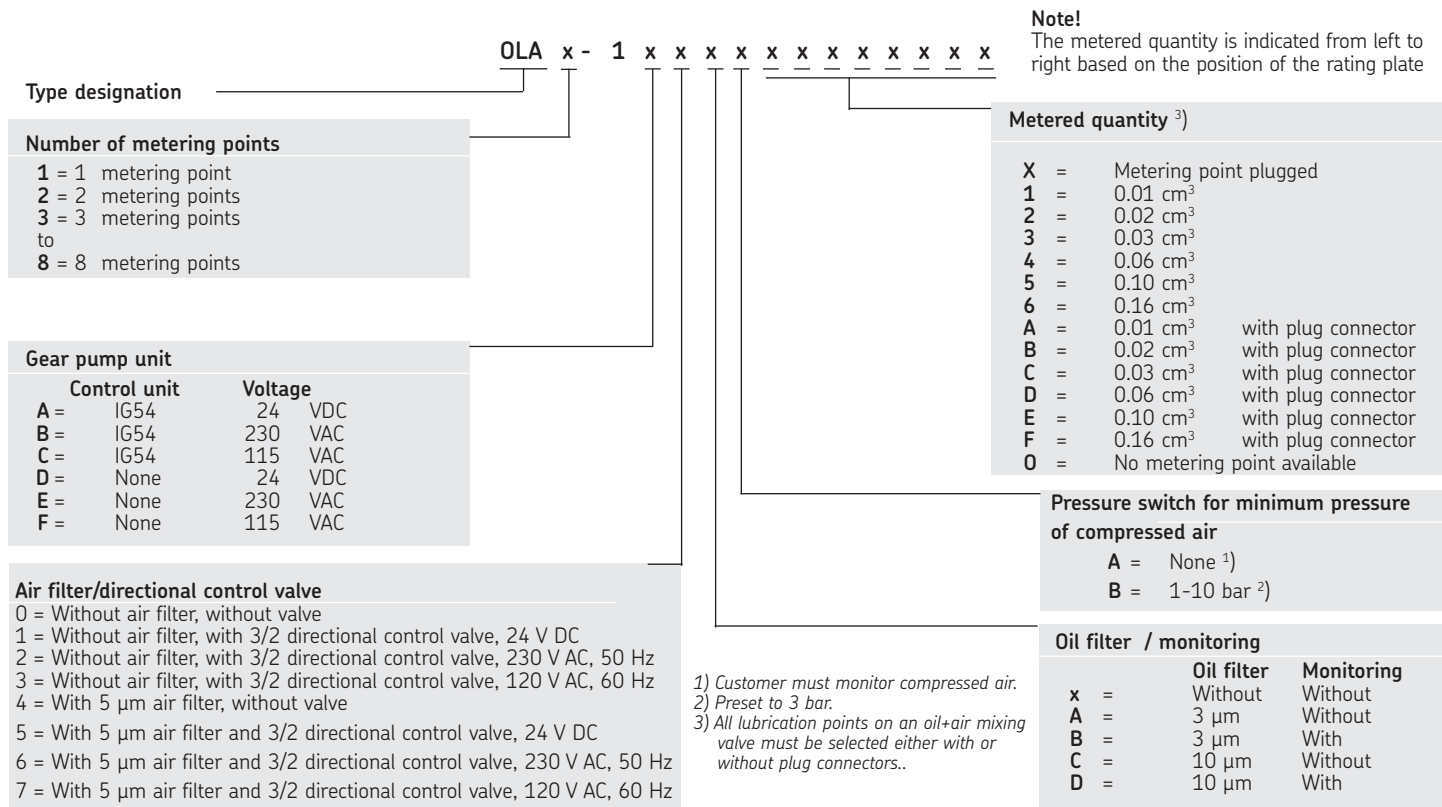 OLA x - 1 x x x x x x x x x x x x
Note!
The metered quantity is indicated from left to
right based on the position of the rating plate
Type designation
Number of metering points
1 = 1 metering point
2 = 2 metering points
3 = 3 metering points
to
8 = 8 metering points
Gear pump unit
Control unit Voltage
A = IG54 24 VDC
B = IG54 230 VAC
C = IG54 115 VAC
D = None 24 VDC
E = None 230 VAC
F = None 115 VAC
Air filter/directional control valve
0 = Without air filter, without valve
1 = Without air filter, with 3/2 directional control valve, 24 V DC
2 = Without air filter, with 3/2 directional control valve, 230 V AC, 50 Hz
3 = Without air filter, with 3/2 directional control valve, 120 V AC, 60 Hz
4 = With 5 µm air filter, without valve
5 = With 5 µm air filter and 3/2 directional control valve, 24 V DC
6 = With 5 µm air filter and 3/2 directional control valve, 230 V AC, 50 Hz
7 = With 5 µm air filter and 3/2 directional control valve, 120 V AC, 60 Hz
Metered quantity ³)
X = Metering point plugged
1 = 0.01 cm³
2 = 0.02 cm³
3 = 0.03 cm³
4 = 0.06 cm³
5 = 0.10 cm³
6 = 0.16 cm³
A = 0.01 cm³ with plug connector
B = 0.02 cm³ with plug connector
C = 0.03 cm³ with plug connector
D = 0.06 cm³ with plug connector
E = 0.10 cm³ with plug connector
F = 0.16 cm³ with plug connector
0 = No metering point available
Pressure switch for minimum pressure
of compressed air
A = None ¹)
B = 1-10 bar ²)
Oil filter / monitoring
Oil filter Monitoring
x = Without Without
A = 3 µm Without
B = 3 µm With
C = 10 µm Without
D = 10 µm With
1) Customer must monitor compressed air.
2) Preset to 3 bar.
3) All lubrication points on an oil+air mixing
valve must be selected either with or
without plug connectors..